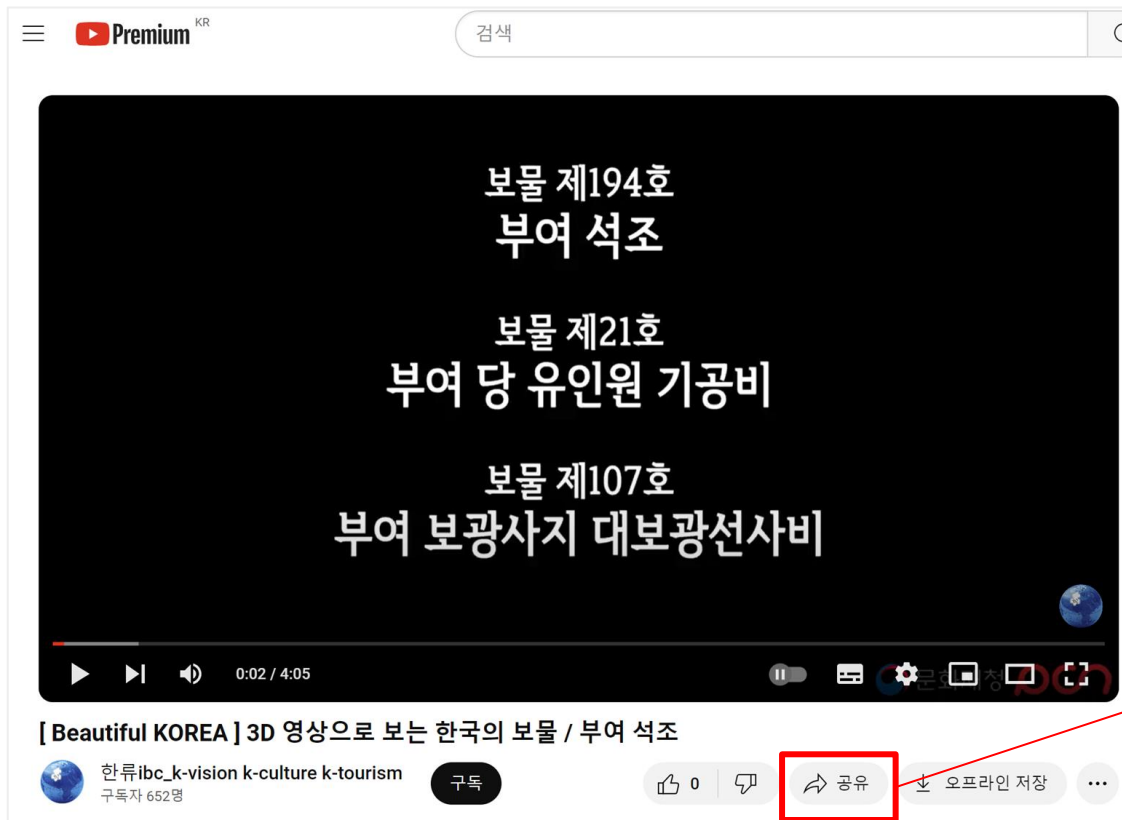 Premium KR
검색
보물 제194호
부여 석조
보물 제21호
부여 당 유인원 기공비
보물 제107호
부여 보광사지 대보광선사비
0:02 / 4:05
문화재청 pcn
[ Beautiful KOREA ] 3D 영상으로 보는 한국의 보물 / 부여 석조
한류ibc_k-vision k-culture k-tourism
구독자 652명
구독
0
공유
오프라인 저장